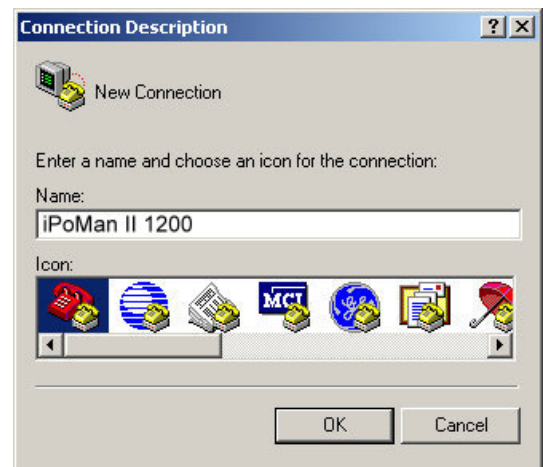 Connection Description
New Connection
Enter a name and choose an icon for the connection:
Name:
iPoMan II 1200
Icon:
MCI
OK
Cancel